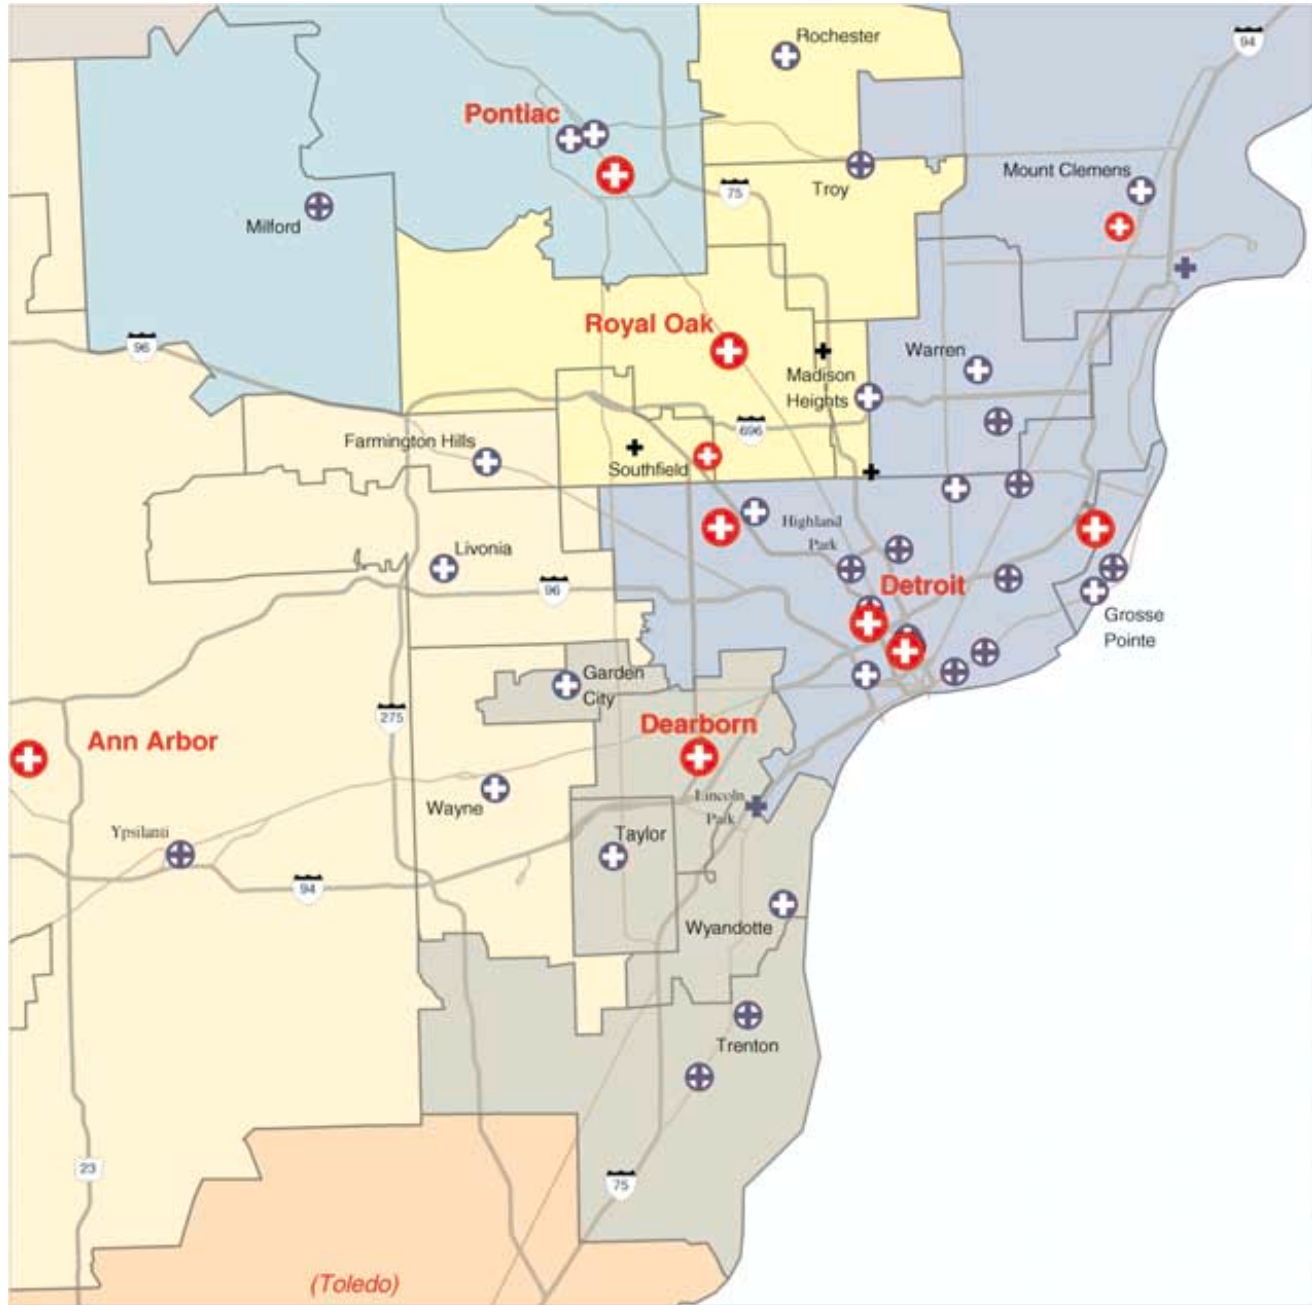 Rochester
94
Pontiac
Mount Clemens
75
Troy
Milford
Royal Oak
96
Warren
Madison
Heights
696
Farmington Hills
Southfield
Highland
Park
Livonia
Detroit
96
Grosse
Pointe
Garden
City
275
Dearborn
Ann Arbor
Lincoln
Park
Wayne
Ypsilanti
Taylor
94
Wyandotte
Trenton
23
75
(Toledo)